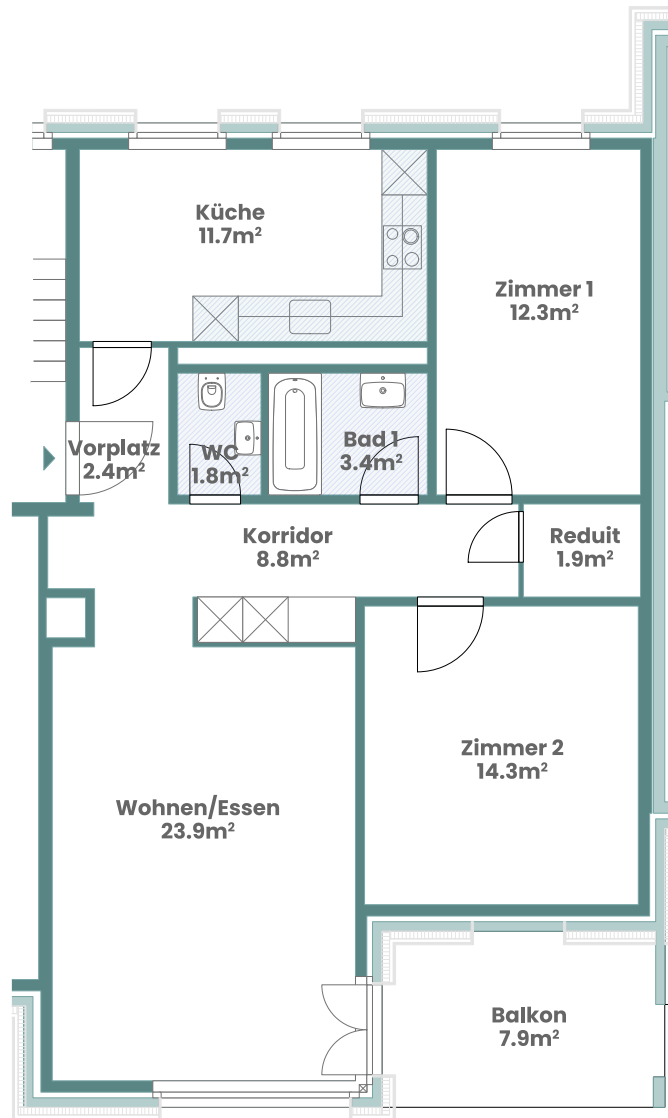 Küche
11.7m²
Zimmer 1
12.3m²
Vorplatz
2.4m²
WC
1.8m²
Bad 1
3.4m²
Korridor
8.8m²
Reduit
1.9m²
Zimmer 2
14.3m²
Wohnen/Essen
23.9m²
Balkon
7.9m²